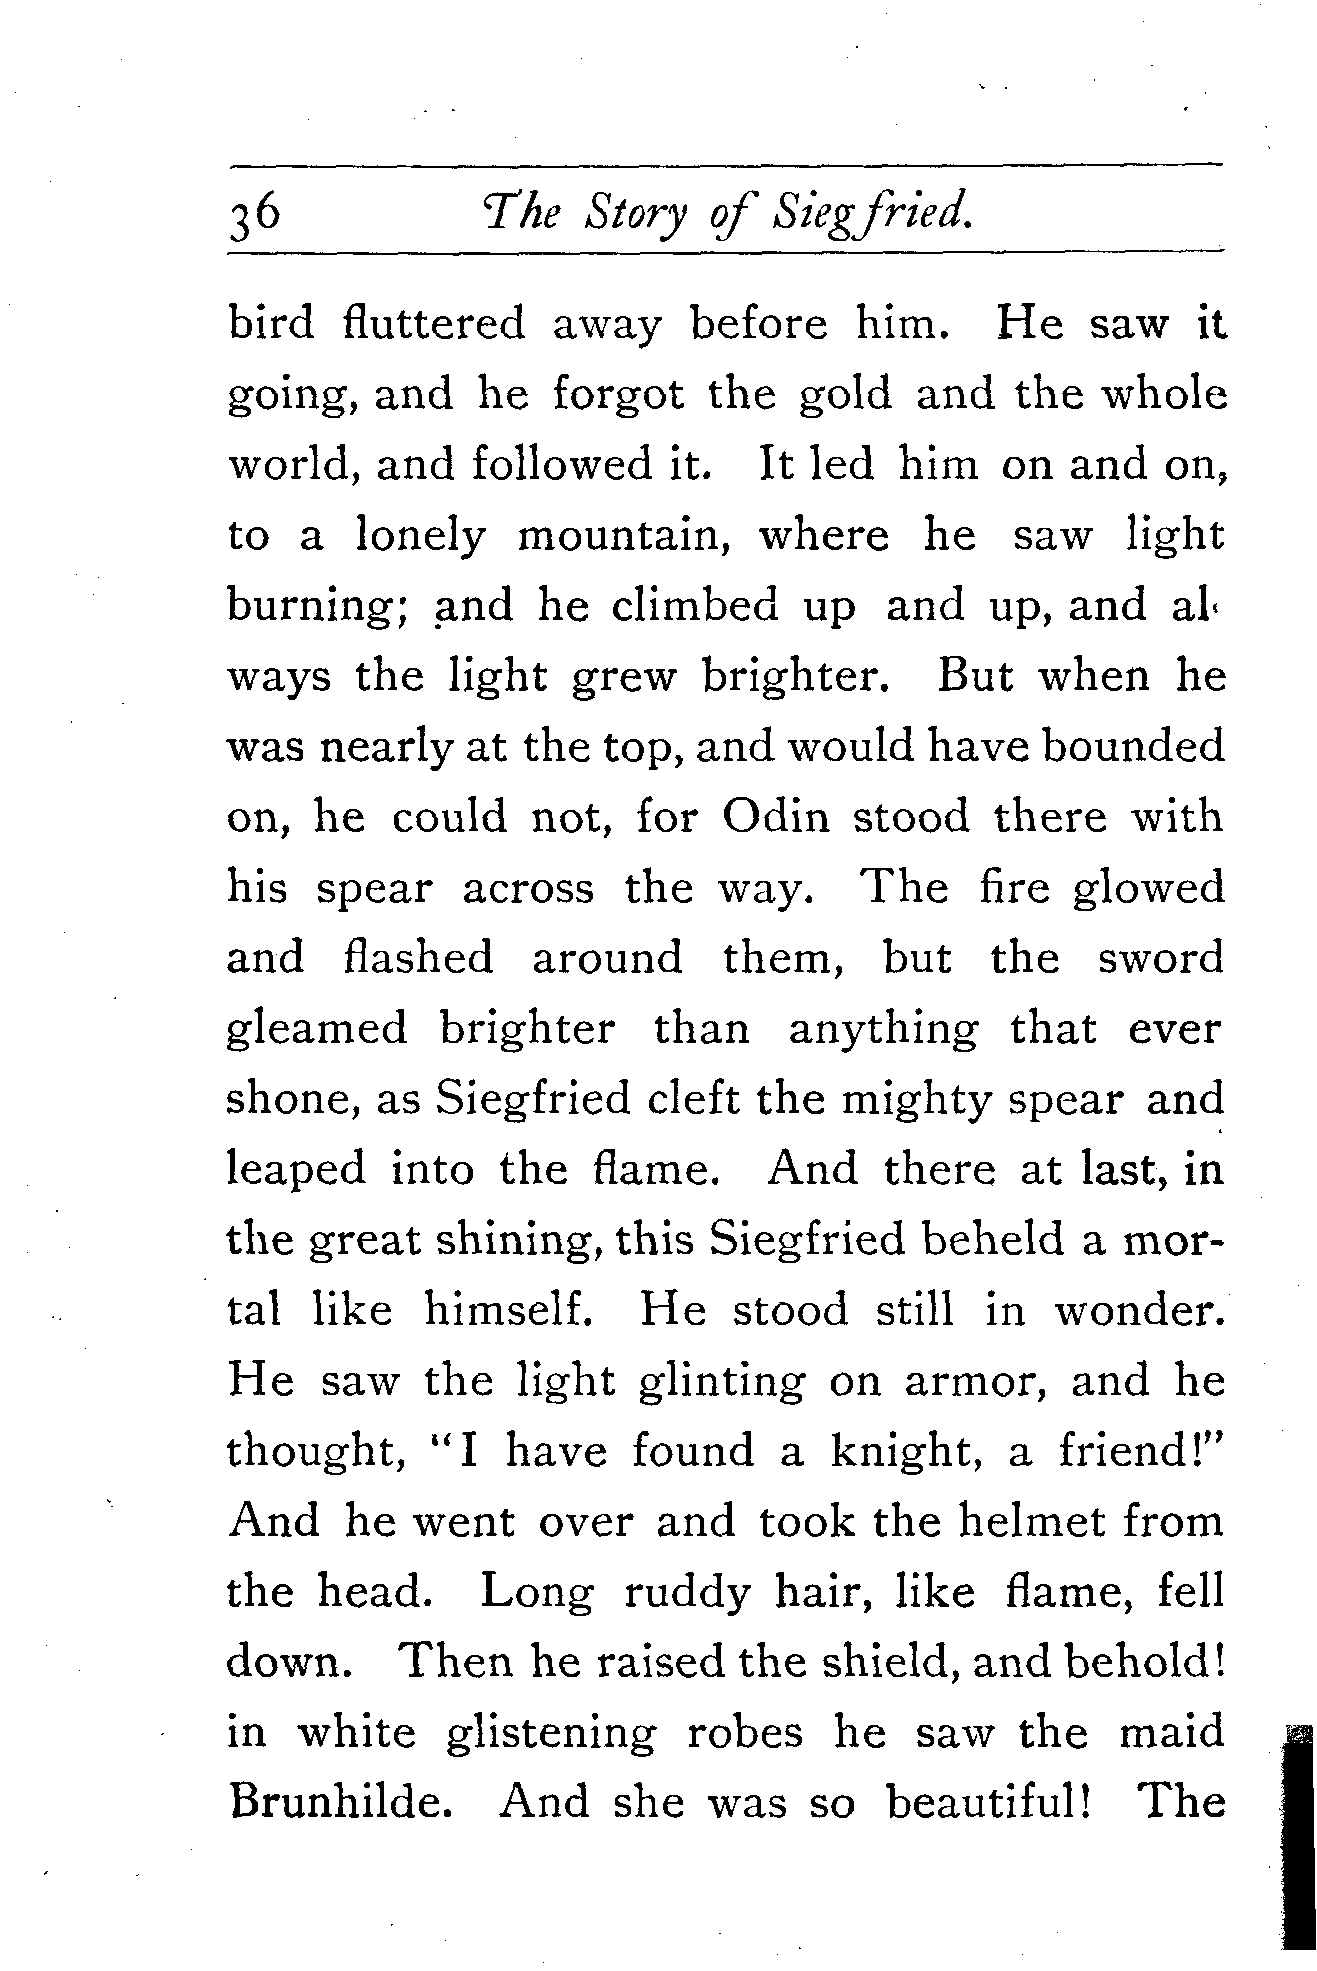 36 The Story of Siegfried.
bird fluttered away before him. He saw it
going, and he forgot the gold and the whole
world, and followed it. It led him on and on,
to a lonely mountain, where he saw light
burning; and he climbed up and up, and al-
ways the light grew brighter. But when he
was nearly at the top, and would have bounded
on, he could not, for Odin stood there with
his spear across the way. The fire glowed
and flashed around them, but the sword
gleamed brighter than anything that ever
shone, as Siegfried cleft the mighty spear and
leaped into the flame. And there at last, in
the great shining, this Siegfried beheld a mor-
tal like himself. He stood still in wonder.
He saw the light glinting on armor, and he
thought, "I have found a knight, a friend!"
And he went over and took the helmet from
the head. Long ruddy hair, like flame, fell
down. Then he raised the shield, and behold!
in white glistening robes he saw the maid
Brunhilde. And she was so beautiful! The